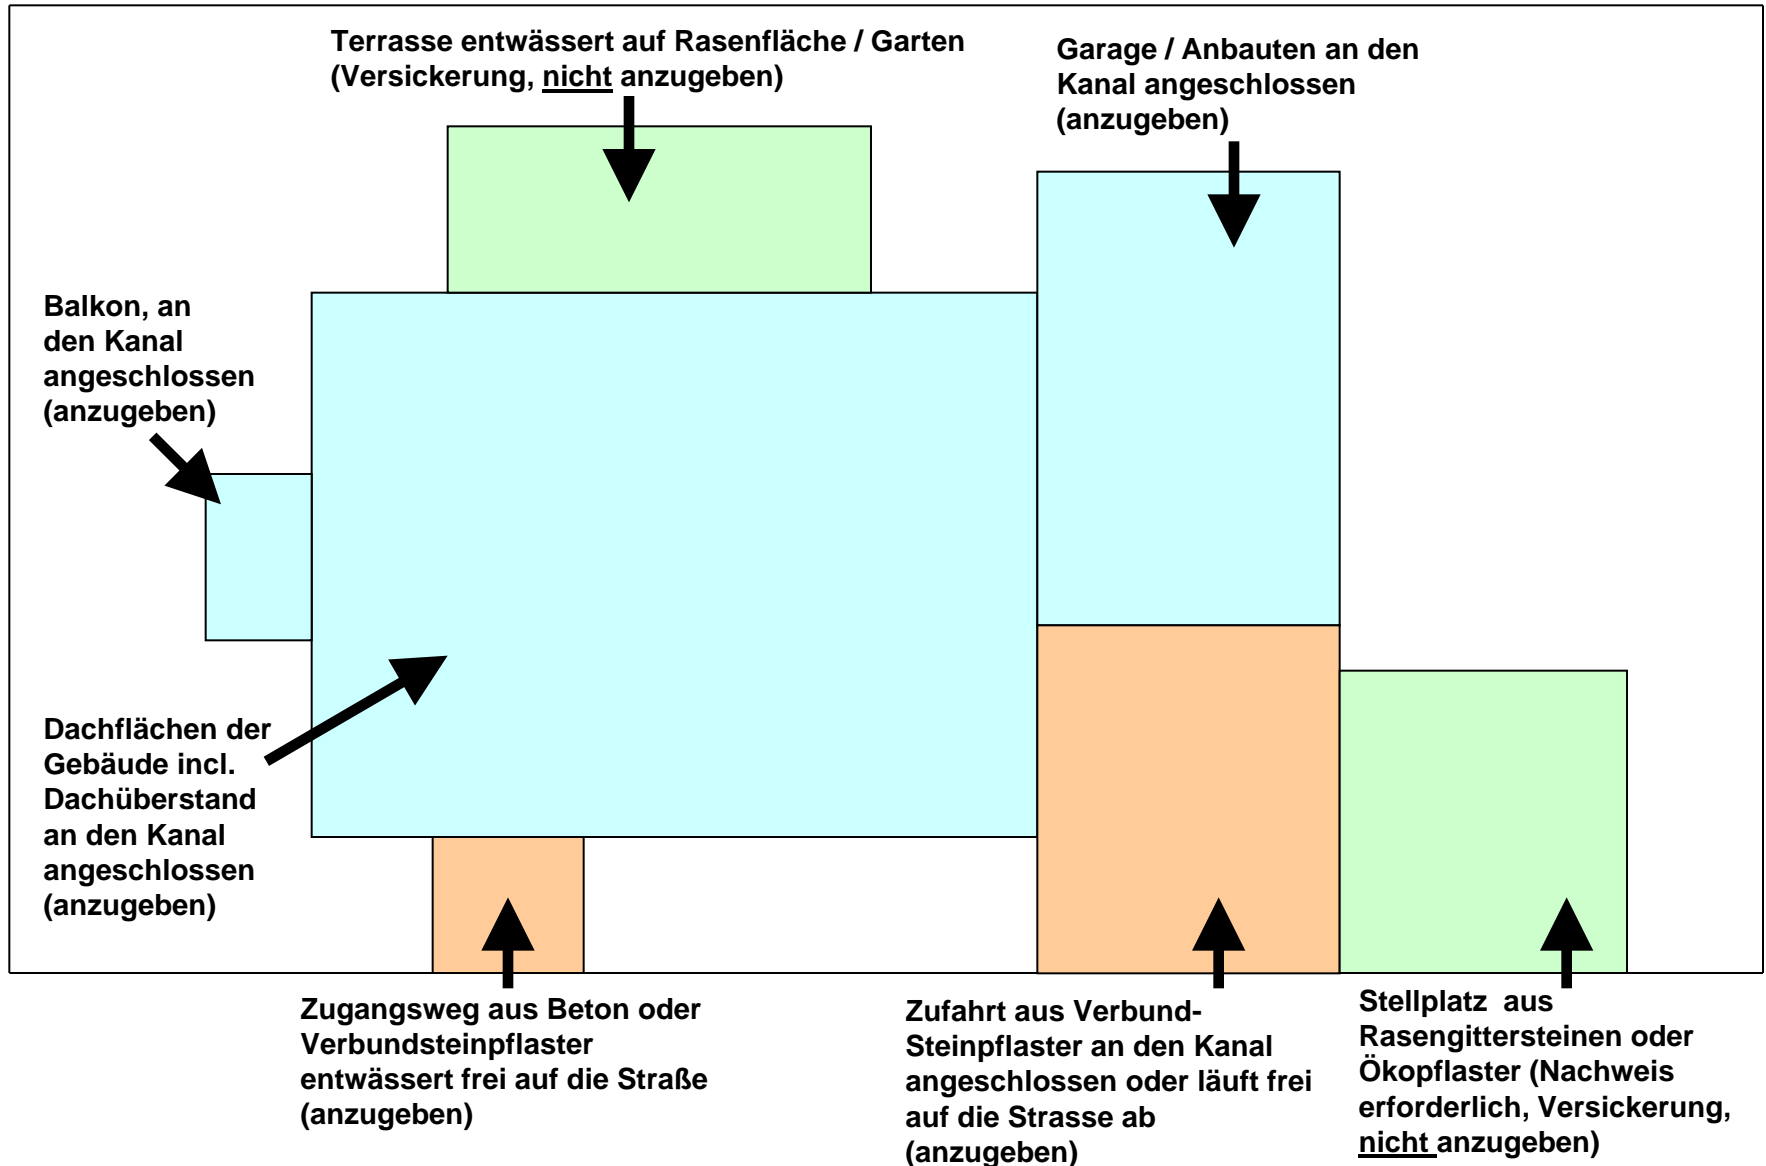 Terrasse entwässert auf Rasenfläche / Garten
(Versickerung, nicht anzugeben)
Garage / Anbauten an den
Kanal angeschlossen
(anzugeben)
Balkon, an
den Kanal
angeschlossen
(anzugeben)
Dachflächen der
Gebäude incl.
Dachüberstand
an den Kanal
angeschlossen
(anzugeben)
Zugangsweg aus Beton oder
Verbundsteinpflaster
entwässert frei auf die Straße
(anzugeben)
Zufahrt aus Verbund-
Steinpflaster an den Kanal
angeschlossen oder läuft frei
auf die Strasse ab
(anzugeben)
Stellplatz aus
Rasengittersteinen oder
Ökopflaster (Nachweis
erforderlich, Versickerung,
nicht anzugeben)